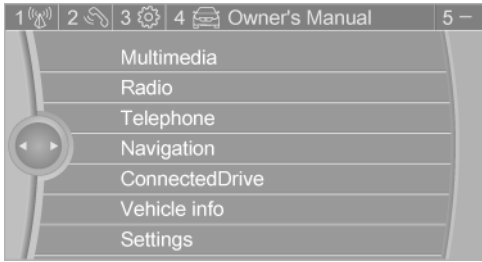 1 2 3 4 Owner's Manual 5 –
Multimedia
Radio
Telephone
Navigation
ConnectedDrive
Vehicle info
Settings